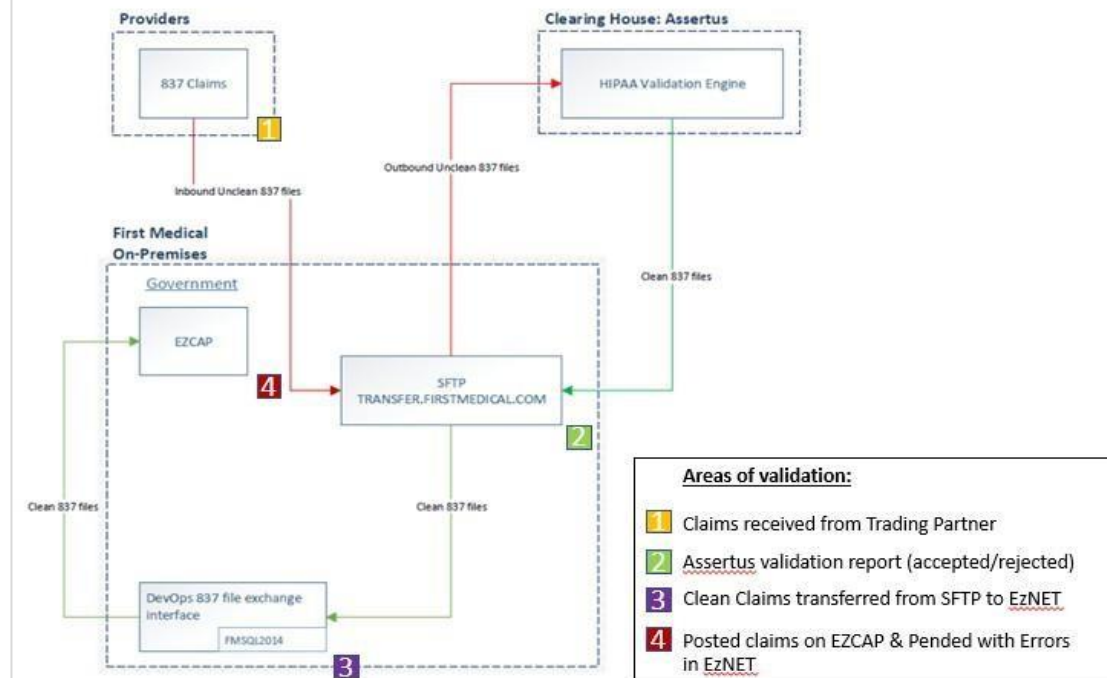 Providers
837 Claims
1
Inbound Unclean 837 files
Clearing House: Assertus
HIPAA Validation Engine
Outbound Unclean 837 files
Clean 837 files
First Medical
On-Premises
Government
EZCAP
4
SFTP
TRANSFER.FIRSTMEDICAL.COM
2
Clean 837 files
Clean 837 files
DevOps 837 file exchange
interface
FMSQL2014
3
Areas of validation:
1 Claims received from Trading Partner
2 Assertus validation report (accepted/rejected)
3 Clean Claims transferred from SFTP to EzNET
4 Posted claims on EZCAP & Pended with Errors
in EzNET